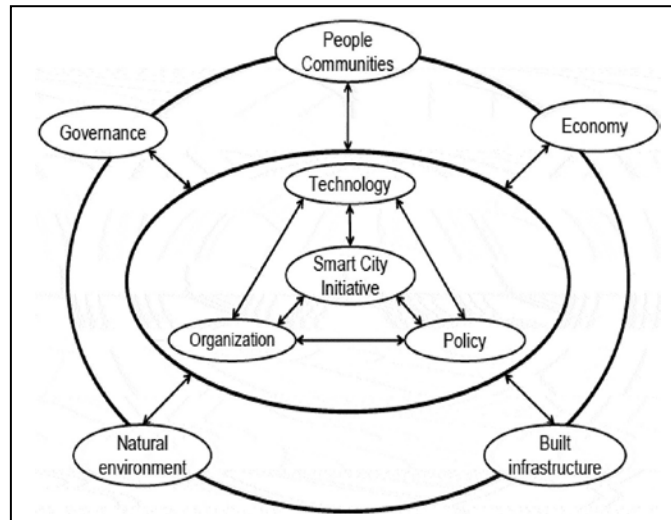 People
Communities
Governance
Economy
Technology
Smart City
Initiative
Organization
Policy
Natural
environment
Built
infrastructure